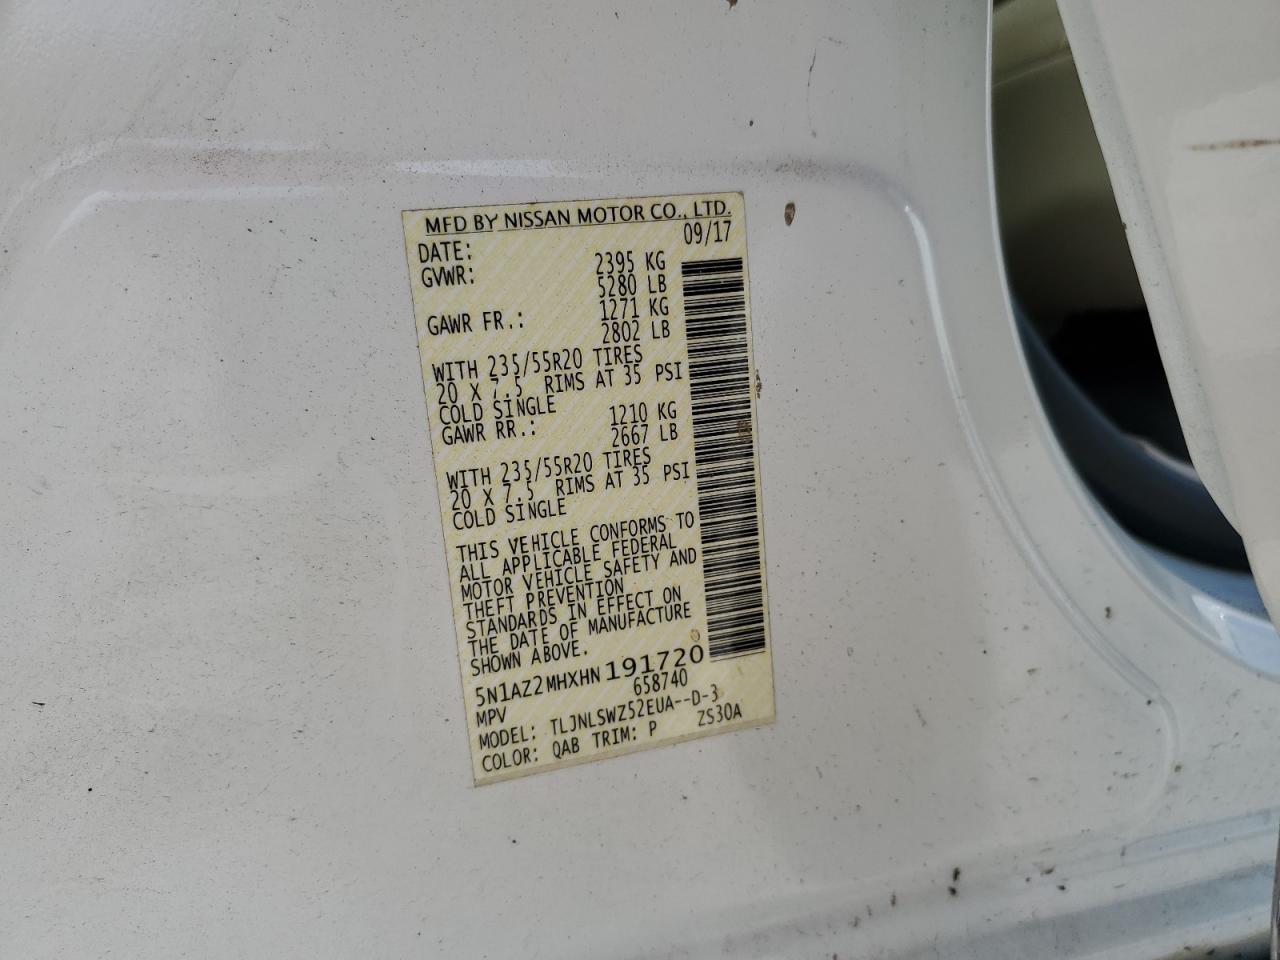 MFD BY NISSAN MOTOR CO., LTD.
DATE: 09/17
GVWR: 2395 KG
5280 LB
GAWR FR.: 1271 KG
2802 LB
WITH 235/55R20 TIRES
20 X 7.5 RIMS AT 35 PSI
COLD SINGLE
GAWR RR.: 1210 KG
2667 LB
WITH 235/55R20 TIRES
20 X 7.5 RIMS AT 35 PSI
COLD SINGLE
THIS VEHICLE CONFORMS TO
ALL APPLICABLE FEDERAL
MOTOR VEHICLE SAFETY AND
THEFT PREVENTION
STANDARDS IN EFFECT ON
THE DATE OF MANUFACTURE
SHOWN ABOVE.
5N1AZ2MHXHN191720
MPV 658740
MODEL: TLJNLSWZ52EUA--D-3
COLOR: QAB TRIM: P ZS30A